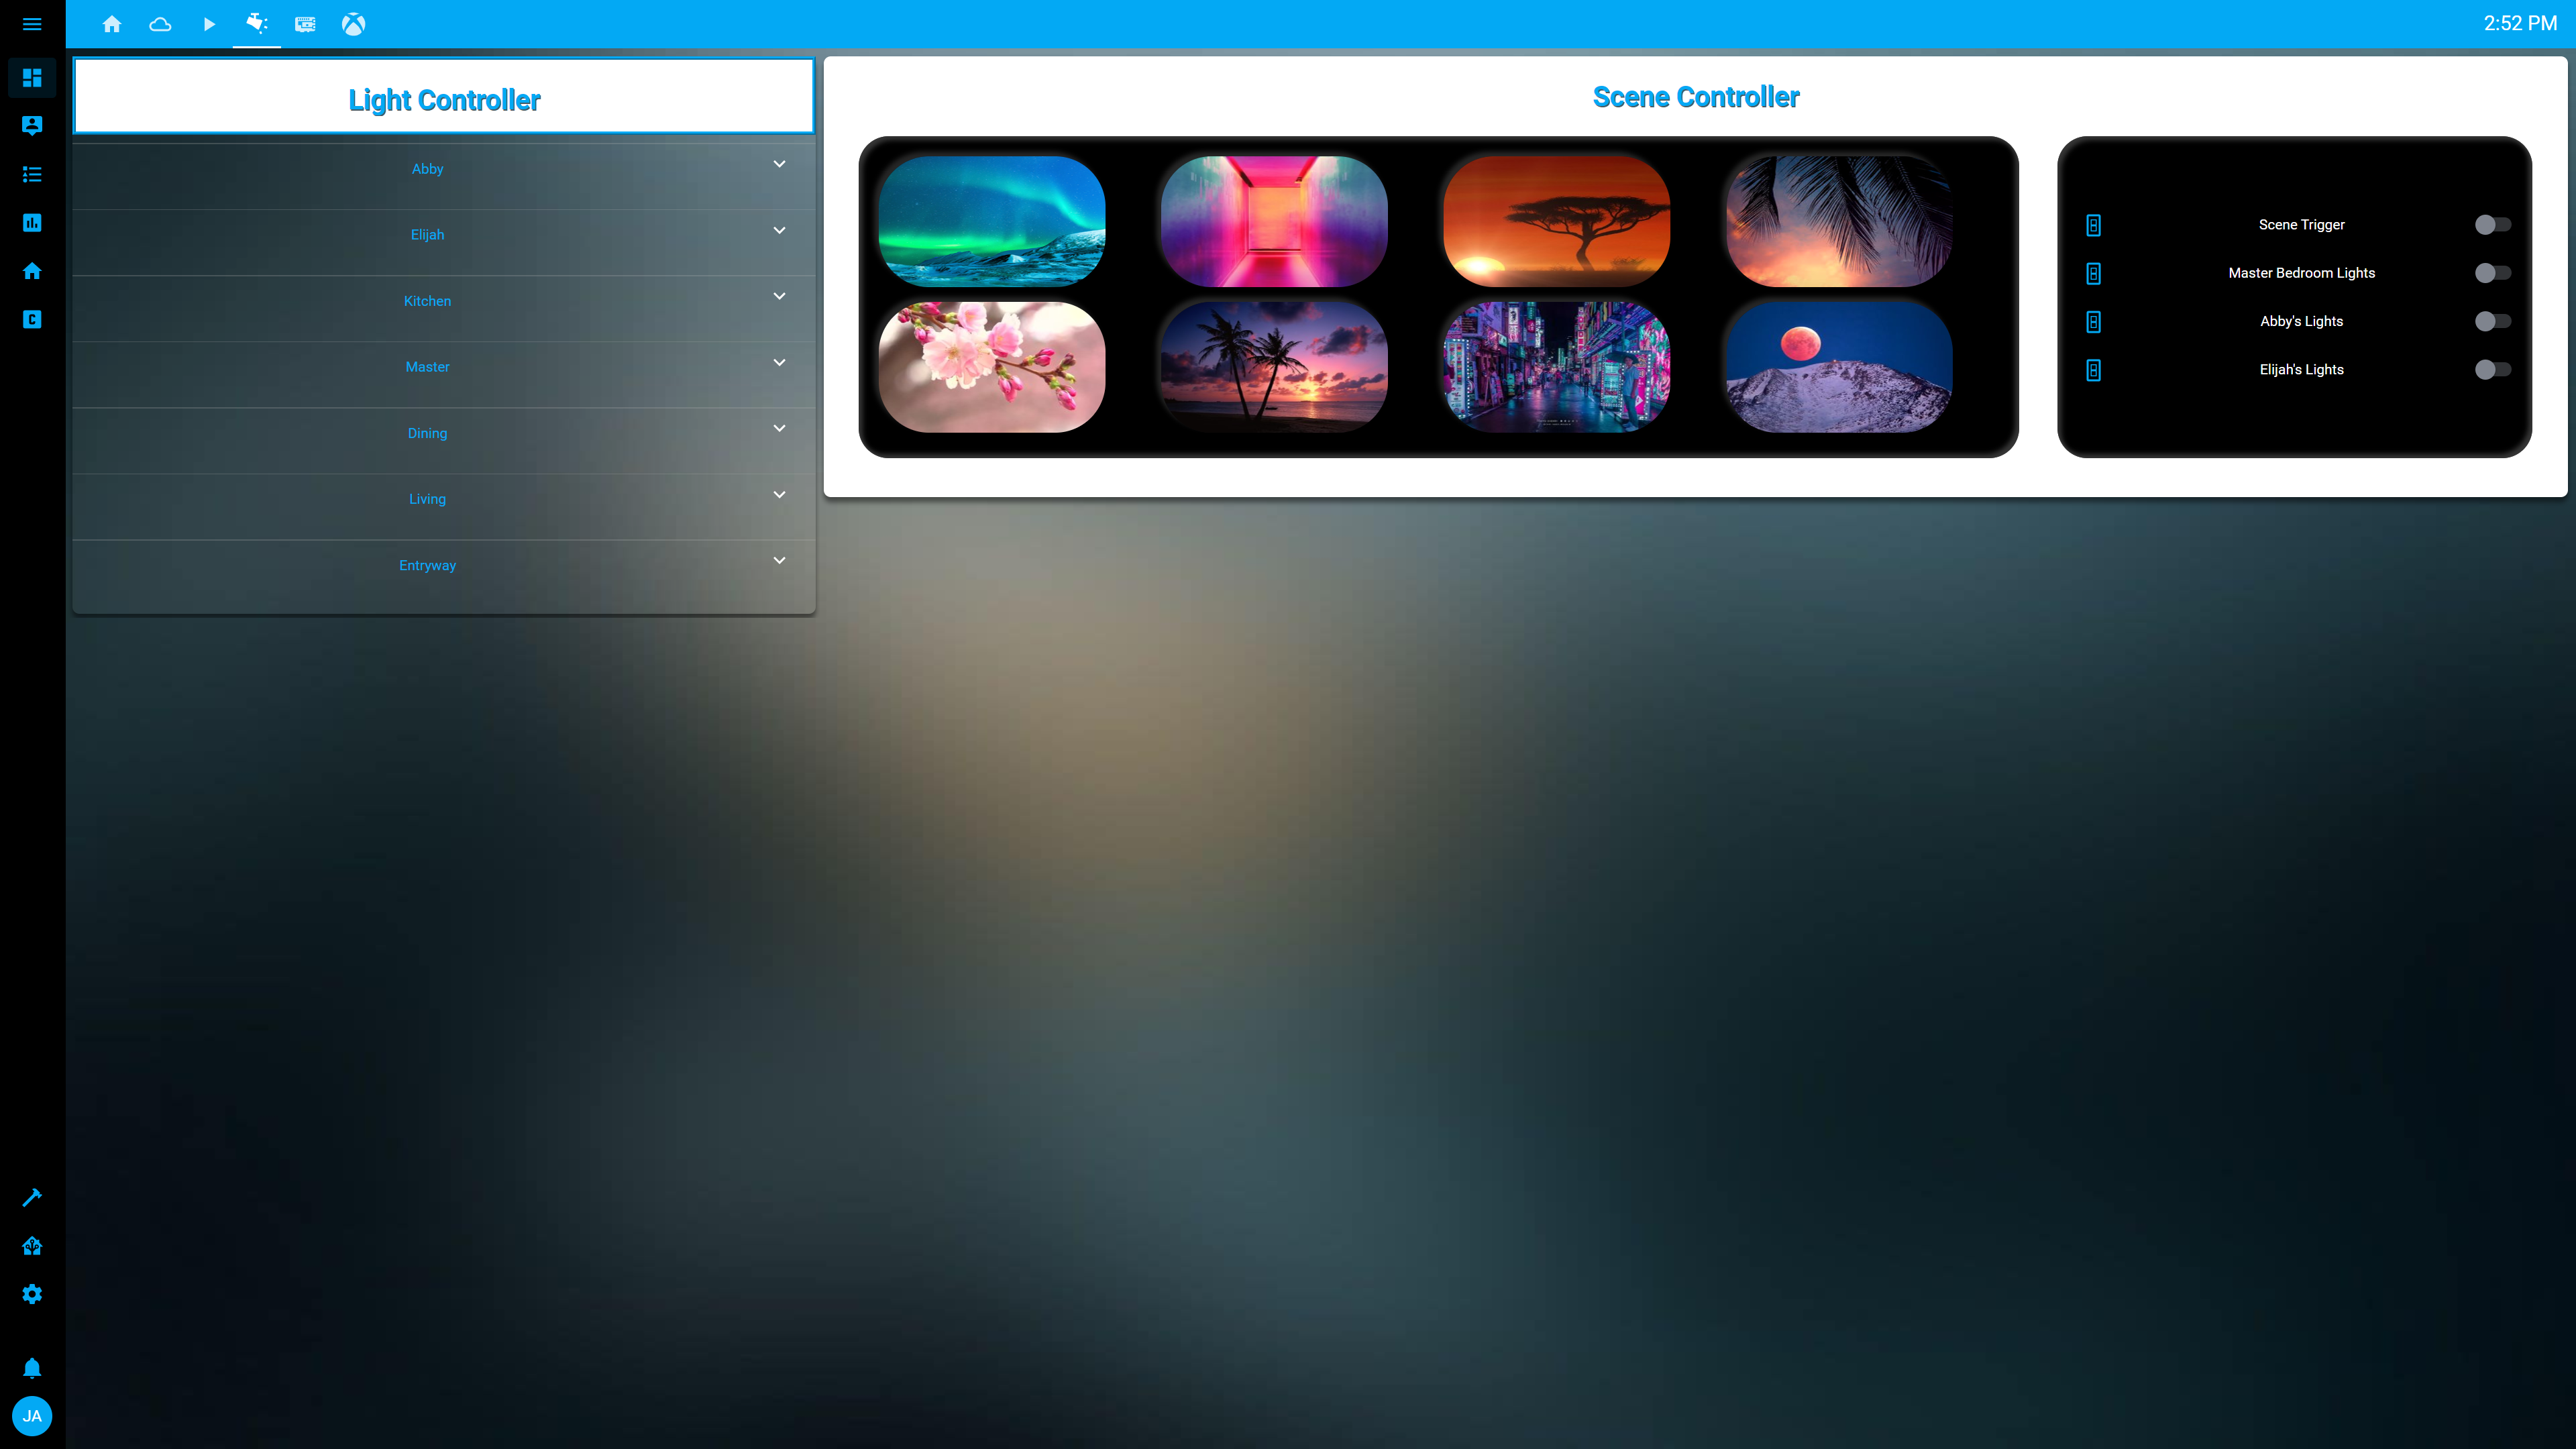 2:52 PM
Light Controller
Abby
Elijah
Kitchen
Master
Dining
Living
Entryway
Scene Controller
Scene Trigger
Master Bedroom Lights
Abby's Lights
Elijah's Lights
C
JA